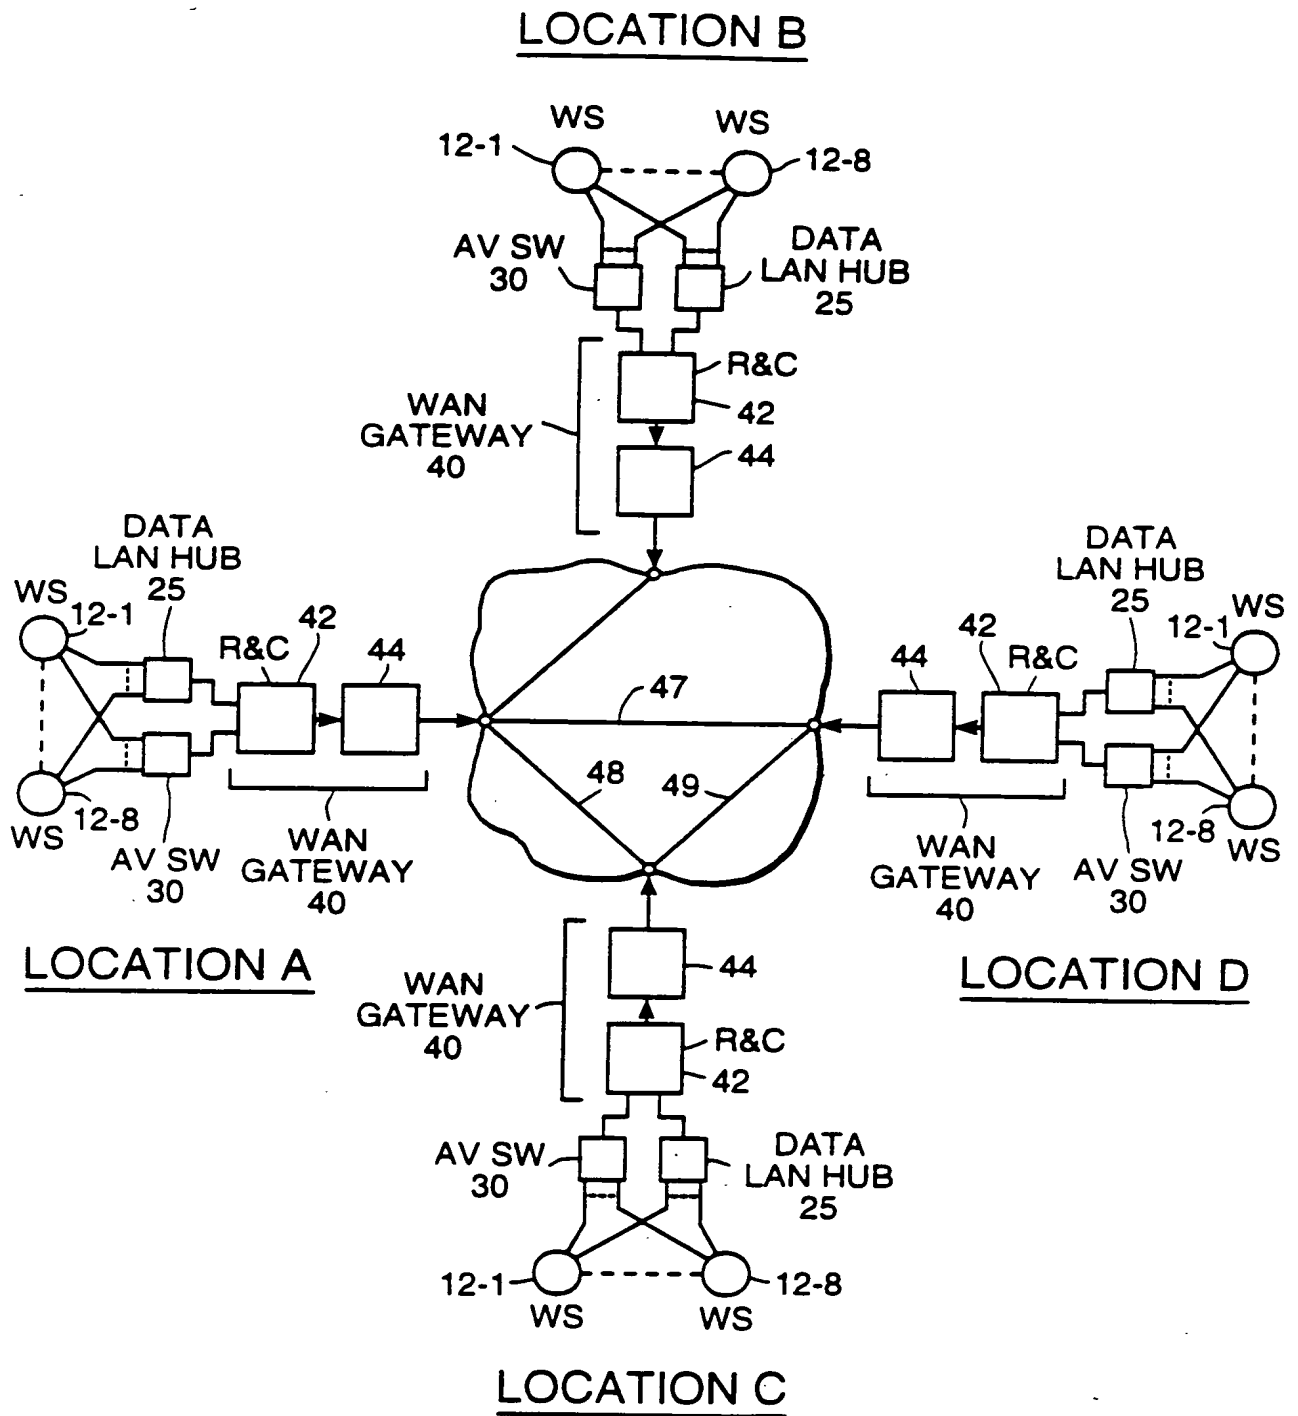 LOCATION B
WS
WS
12-1
12-8
AV SW
30
DATA
LAN HUB
25
R&C
42
WAN
GATEWAY
40
44
DATA
LAN HUB
25
WS
12-1
R&C
42
44
12-8
WS
AV SW
30
WAN
GATEWAY
40
LOCATION A
47
48
49
DATA
LAN HUB
25
WS
12-1
42
R&C
44
12-8
WS
WAN
GATEWAY
40
AV SW
30
LOCATION D
44
WAN
GATEWAY
40
R&C
42
AV SW
30
DATA
LAN HUB
25
12-1
12-8
WS
WS
LOCATION C